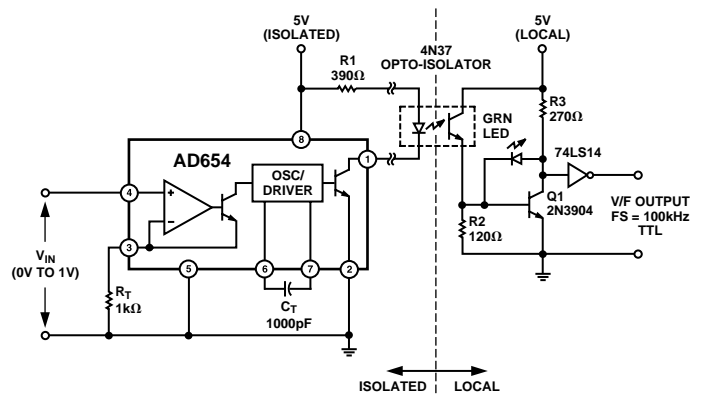 5V
(ISOLATED)
R1
390Ω
4N37
OPTO-ISOLATOR
5V
(LOCAL)
GRN
LED
R3
270Ω
74LS14
8
AD654
1
OSC/
DRIVER
4
+
−
3
V/F OUTPUT
FS = 100kHz
TTL
Q1
2N3904
R2
120Ω
VIN
(0V TO 1V)
RT
1kΩ
5
6
7
2
CT
1000pF
ISOLATED
LOCAL